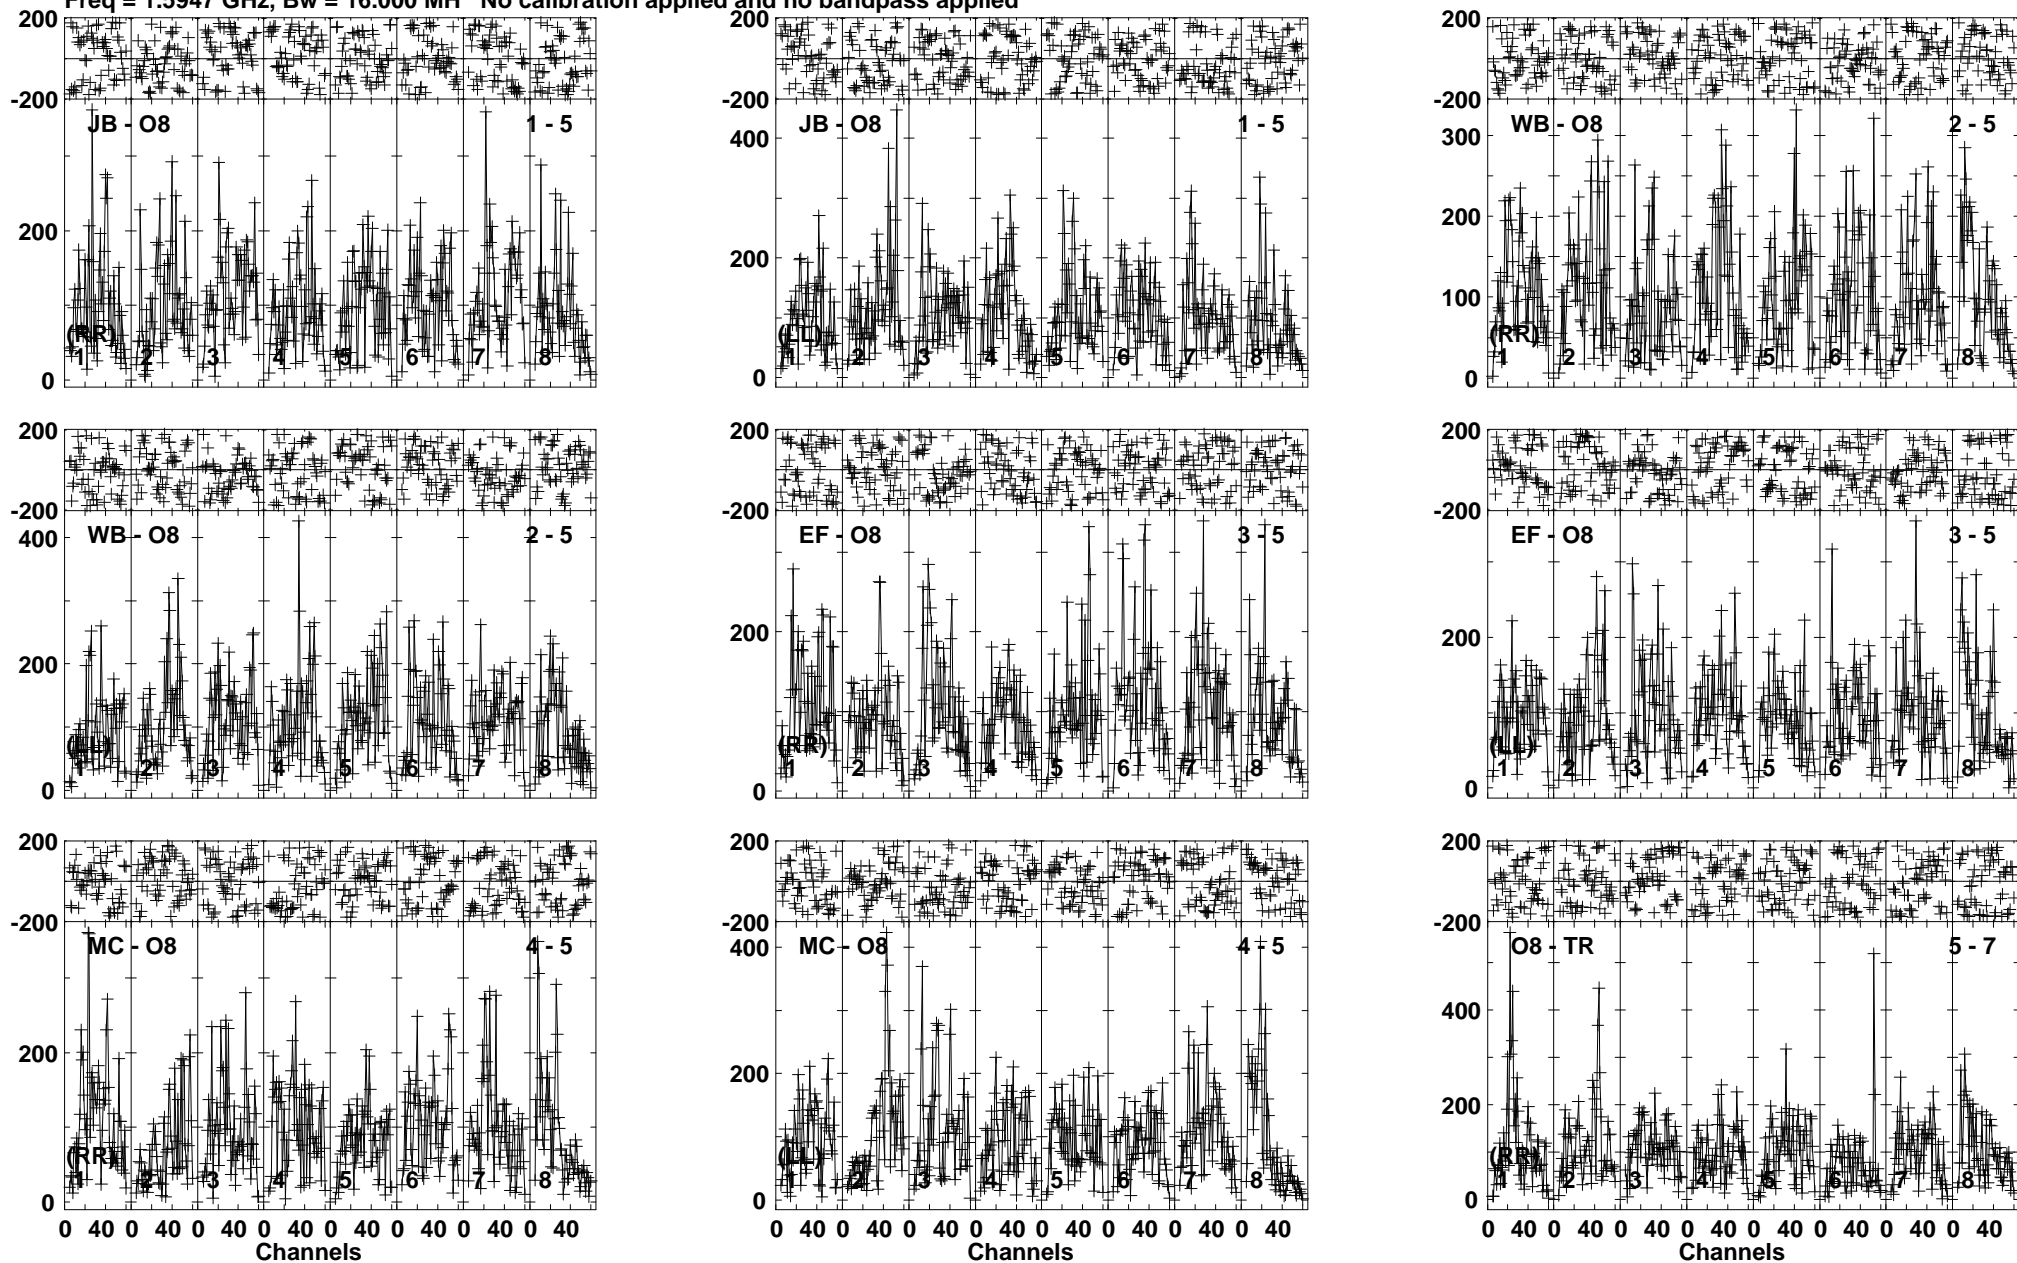 Freq = 1.5947 GHz, Bw = 16.000 MH No calibration applied and no bandpass applied
200 200 200
-200 -200 -200
JB - O8 1 - 5 JB - O8 1 - 5 WB - O8 2 - 5
400 300
200 200 200
100
(RR) (LL) (RR)
1 2 3 4 5 6 7 8 1 2 3 4 5 6 7 8 1 2 3 4 5 6 7 8
0 0 0
200 200 200
-200 -200 -200
WB - O8 2 - 5 EF - O8 3 - 5 EF - O8 3 - 5
400
200 200 200
(LL) (RR) (LL)
1 2 3 4 5 6 7 8 1 2 3 4 5 6 7 8 1 2 3 4 5 6 7 8
0 0 0
200 200 200
-200 -200 -200
MC - O8 4 - 5 MC - O8 4 - 5 O8 - TR 5 - 7
400 400
200 200 200
(RR) (LL) (RR)
1 2 3 4 5 6 7 8 1 2 3 4 5 6 7 8 1 2 3 4 5 6 7 8
0 0 0
0 40 0 40 0 40 0 40 0 40 0 40 0 40 0 40 0 40 0 40 0 40 0 40 0 40 0 40 0 40 0 40 0 40 0 40 0 40 0 40 0 40 0 40 0 40 0 40
Channels Channels Channels